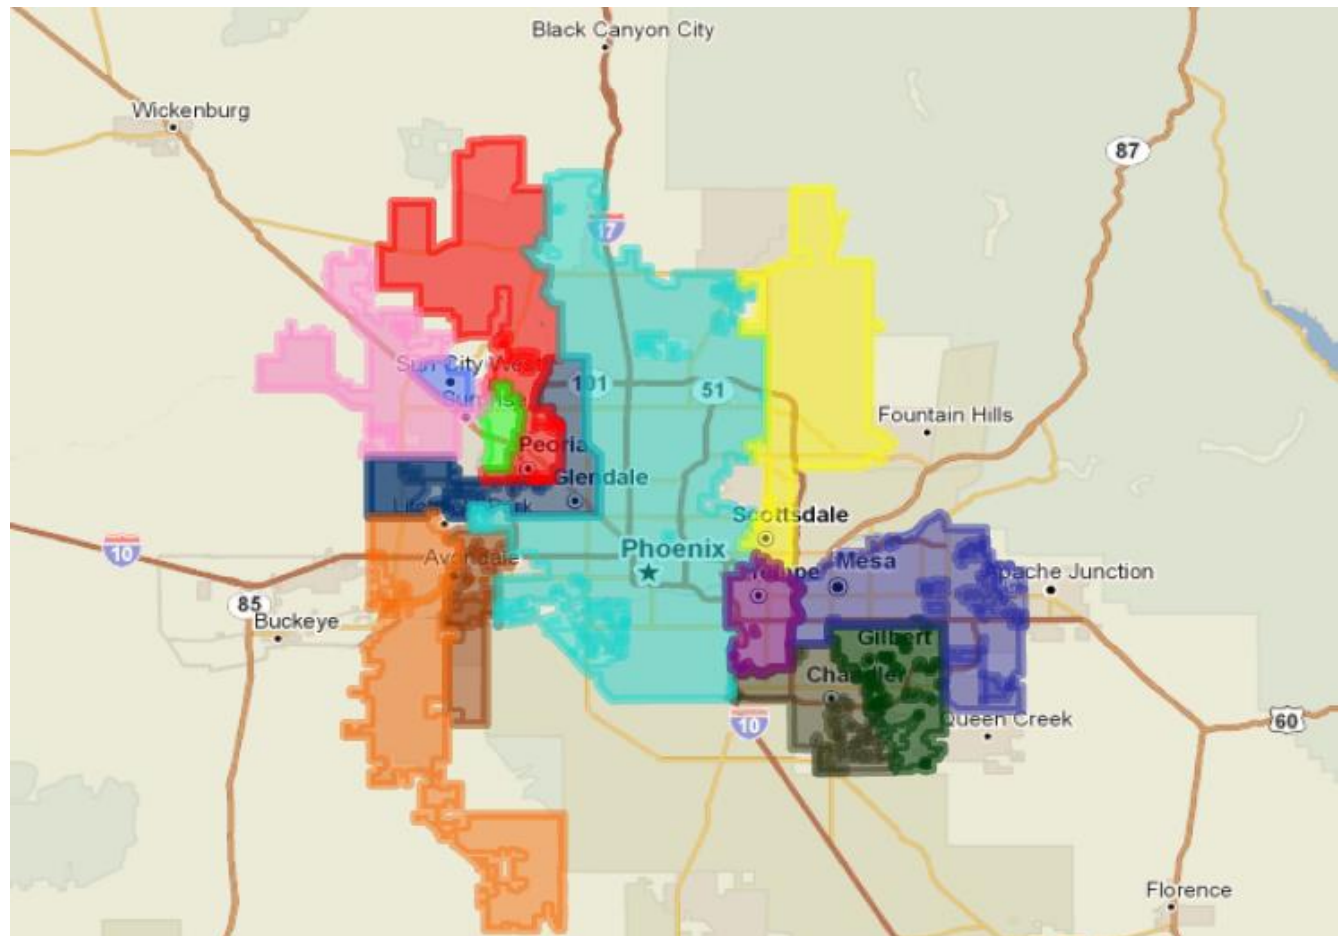 Black Canyon City
Wickenburg
87
17
Sun City West
101
51
Fountain Hills
Peoria
Glendale
Scottsdale
Phoenix
Mesa
10
Apache Junction
85
Buckeye
Gilbert
Chandler
10
Queen Creek
60
Florence